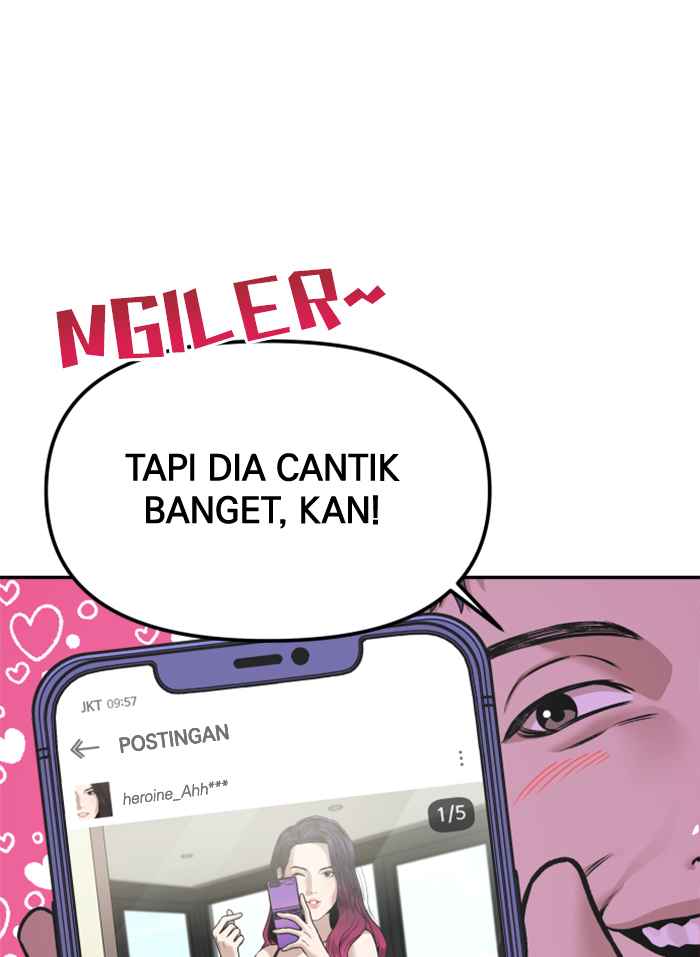 NGILER~
TAPI DIA CANTIK
BANGET, KAN!
JKT 09:57
POSTINGAN
heroine_Ahh***
1/5